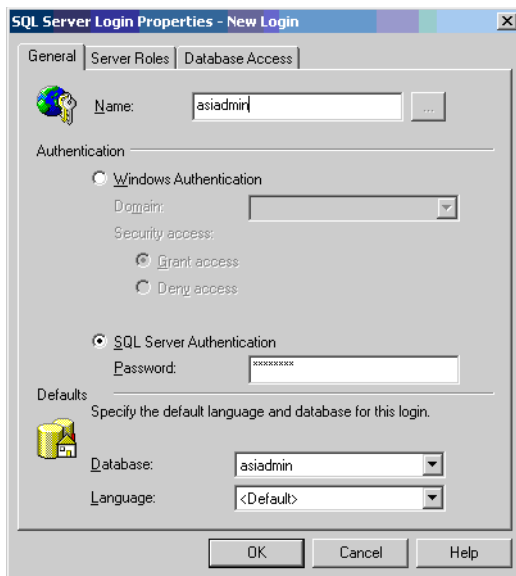 SQL Server Login Properties - New Login
General Server Roles Database Access
Name: asiadmin ...
Authentication
Windows Authentication
Domain:
Security access:
Grant access
Deny access
SQL Server Authentication
Password: ********
Defaults
Specify the default language and database for this login.
Database: asiadmin
Language: <Default>
OK Cancel Help